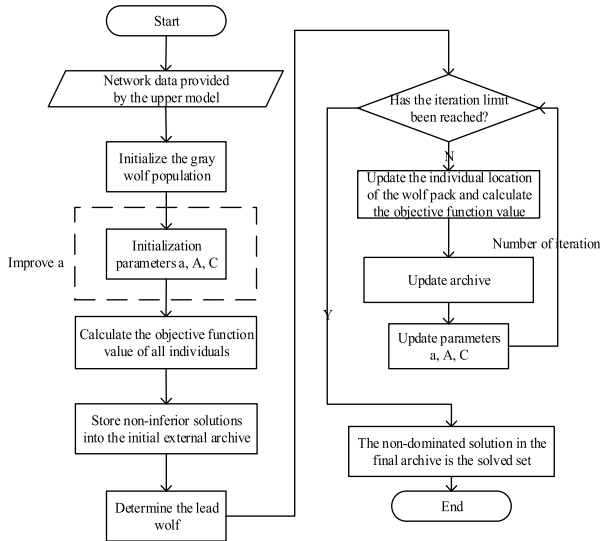 Start
Network data provided
by the upper model
Initialize the gray
wolf population
Improve a
Initialization
parameters a, A, C
Calculate the objective function
value of all individuals
Store non-inferior solutions
into the initial external archive
Determine the lead
wolf
Has the iteration limit
been reached?
N
Update the individual location
of the wolf pack and calculate
the objective function value
Number of iteration
Update archive
Y
Update parameters
a, A, C
The non-dominated solution in the
final archive is the solved set
End